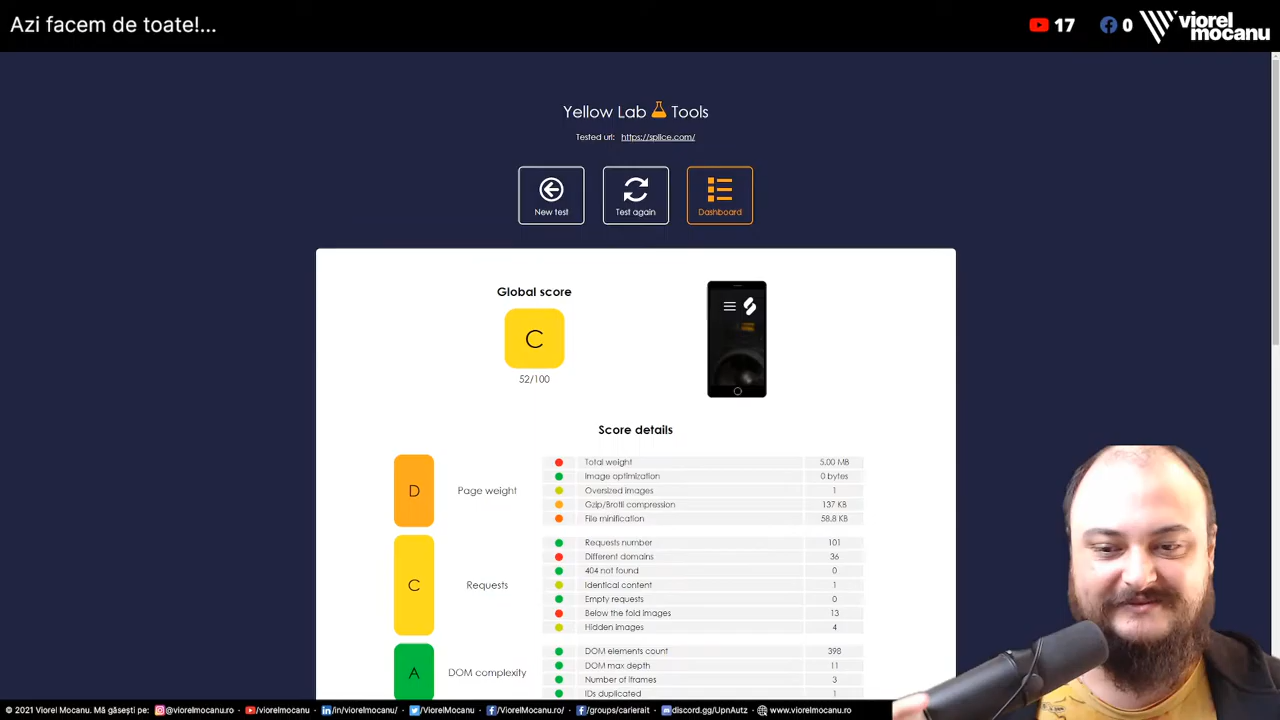 Azi facem de toate!...
17
0
viorel
mocanu
Yellow Lab Tools
Tested url: https://splice.com/
New test
Test again
Dashboard
Global score
C
52/100
Score details
D
Page weight
Total weight 5.00 MB
Image optimization 0 bytes
Oversized images 1
Gzip/Brotli compression 137 KB
File minification 58.8 KB
C
Requests
Requests number 101
Different domains 36
404 not found 0
Identical content 1
Empty requests 0
Below the fold images 13
Hidden images 4
A
DOM complexity
DOM elements count 398
DOM max depth 11
Number of iframes 3
IDs duplicated 1
© 2021 Viorel Mocanu. Mă găsești pe: @viorelmocanu.ro /viorelmocanu /in/viorelmocanu/ /ViorelMocanu /ViorelMocanu.ro/ /groups/carierait discord.gg/UpnAutz www.viorelmocanu.ro